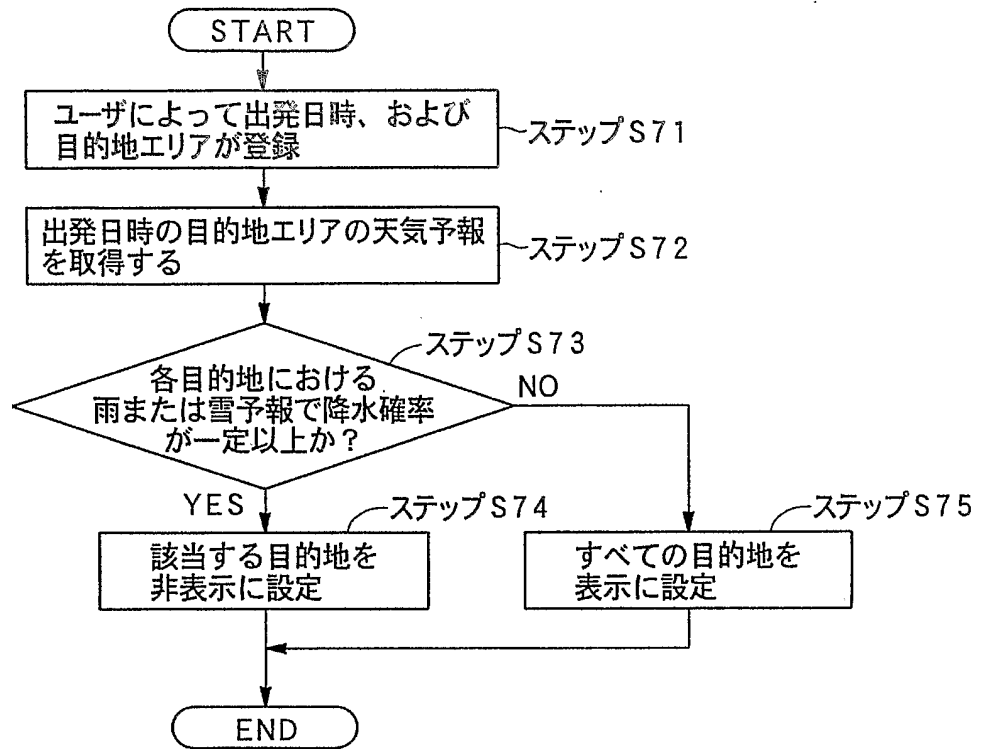 START
ユーザによって出発日時、および
目的地エリアが登録
ステップS71
出発日時の目的地エリアの天気予報
を取得する
ステップS72
ステップS73
各目的地における
雨または雪予報で降水確率
が一定以上か？
NO
YES
ステップS74
ステップS75
該当する目的地を
非表示に設定
すべての目的地を
表示に設定
END